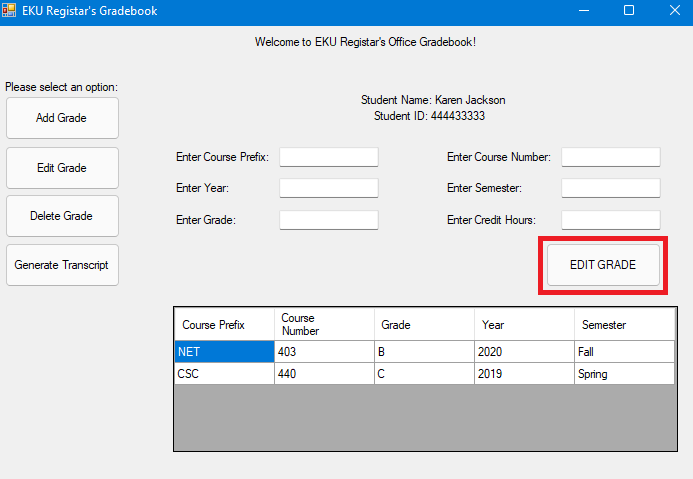 EKU Registar's Gradebook
Welcome to EKU Registar's Office Gradebook!
Please select an option:
Add Grade
Edit Grade
Delete Grade
Generate Transcript
Student Name: Karen Jackson
Student ID: 444433333
Enter Course Prefix:
Enter Course Number:
Enter Year:
Enter Semester:
Enter Grade:
Enter Credit Hours:
EDIT GRADE
Course Prefix Course Number Grade Year Semester
NET 403 B 2020 Fall
CSC 440 C 2019 Spring